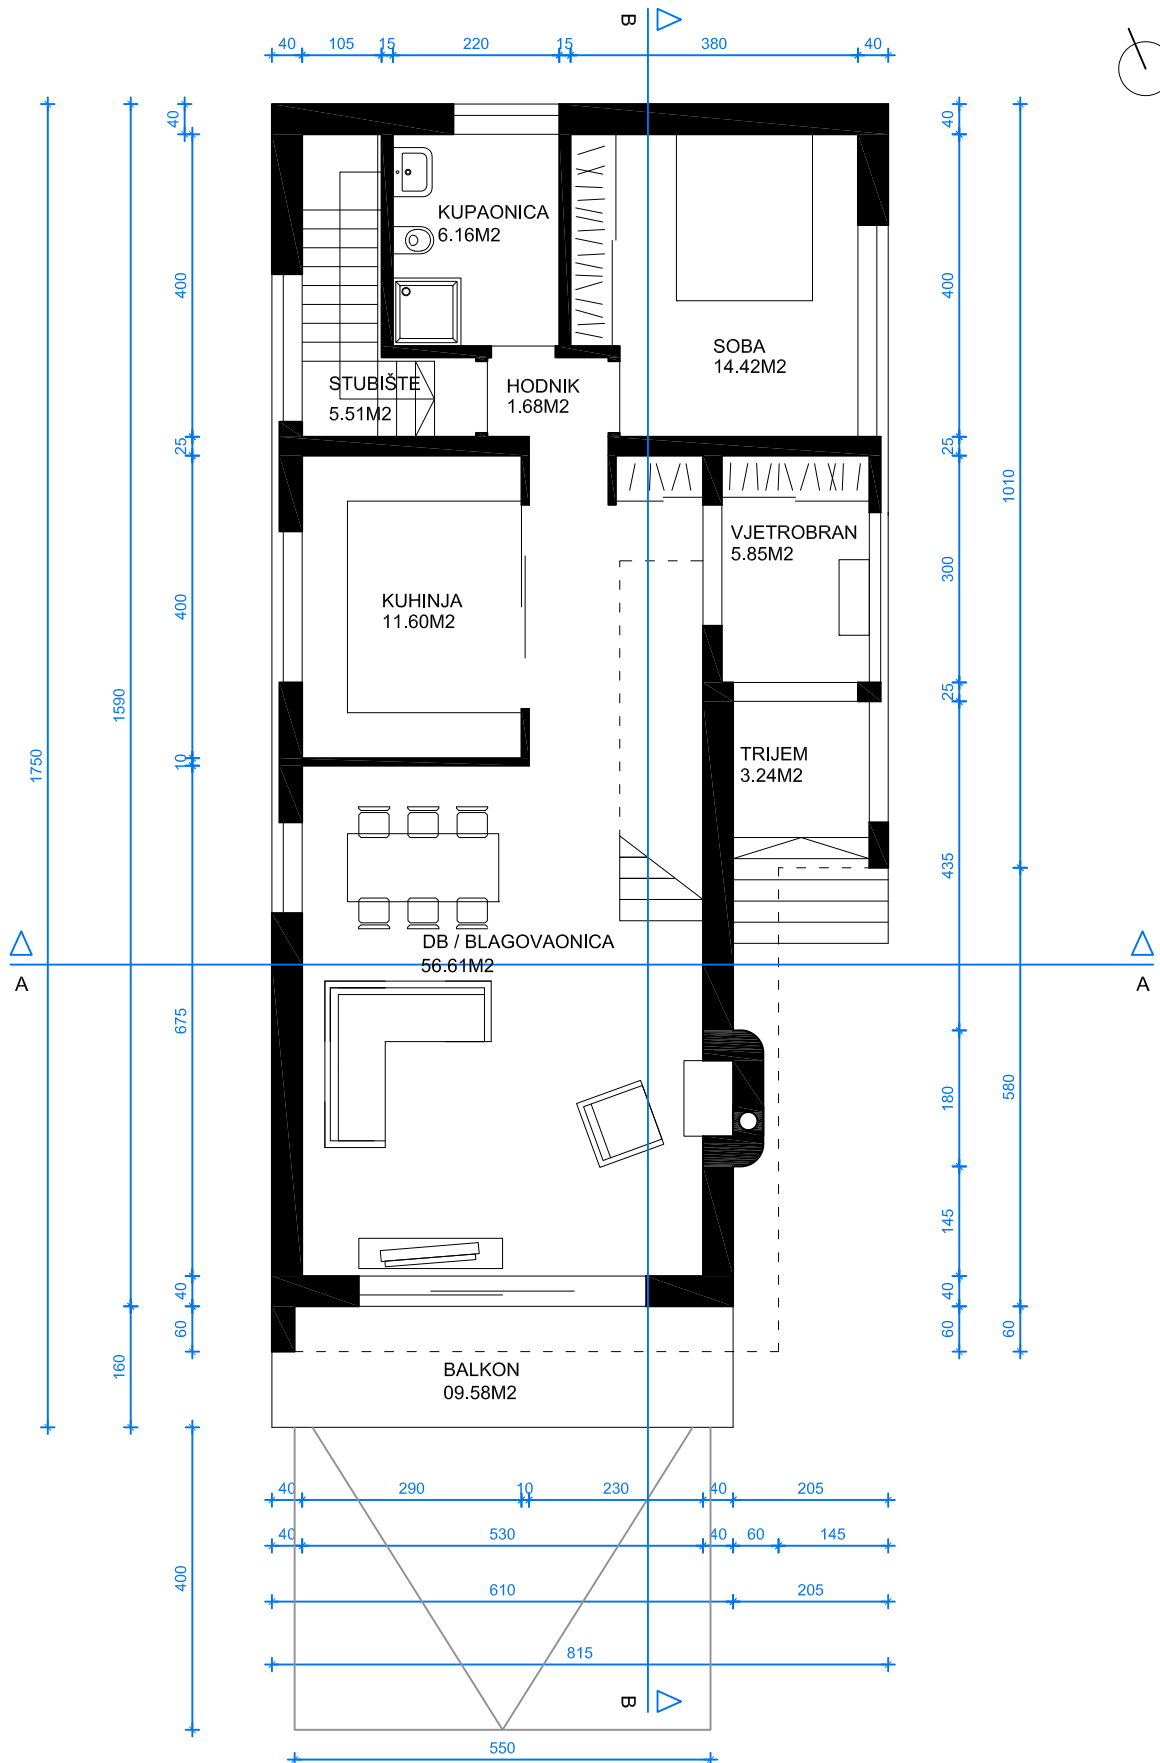 B
40 105 15 220 15 380 40
40
40
KUPAONICA
6.16M2
400
400
SOBA
14.42M2
STUBIŠTE
5.51M2
HODNIK
1.68M2
25
25
1010
VJETROBRAN
5.85M2
300
KUHINJA
11.60M2
400
25
1590
1750
10
TRIJEM
3.24M2
435
DB / BLAGOVAONICA
56.61M2
A
A
675
580
180
145
40
40
60
60
60
160
BALKON
09.58M2
40 290 10 230 40 205
40 530 40 60 145
400
610 205
815
B
550